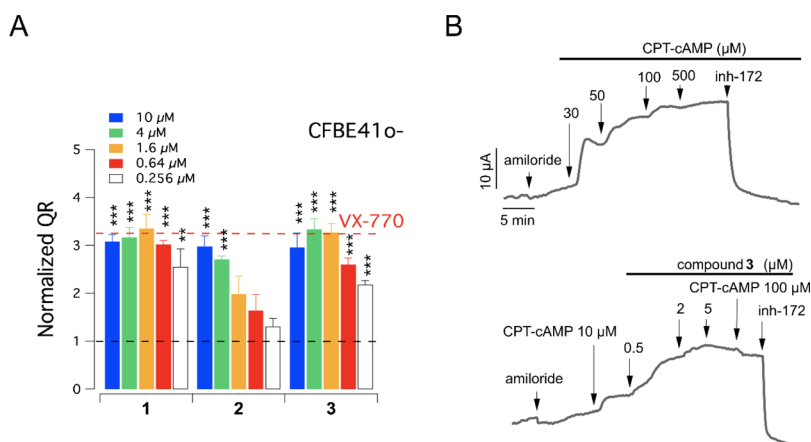 A
10 µM
4 µM
1.6 µM
0.64 µM
0.256 µM
CFBE41o-
VX-770
Normalized QR
5
4
3
2
1
0
*** *** *** *** **
*** ***
*** *** *** *** ***
1 2 3
B
CPT-cAMP (µM)
30 50 100 500 inh-172
amiloride
10 µA
5 min
compound 3 (µM)
CPT-cAMP 100 µM
CPT-cAMP 10 µM 0.5 2 5 inh-172
amiloride